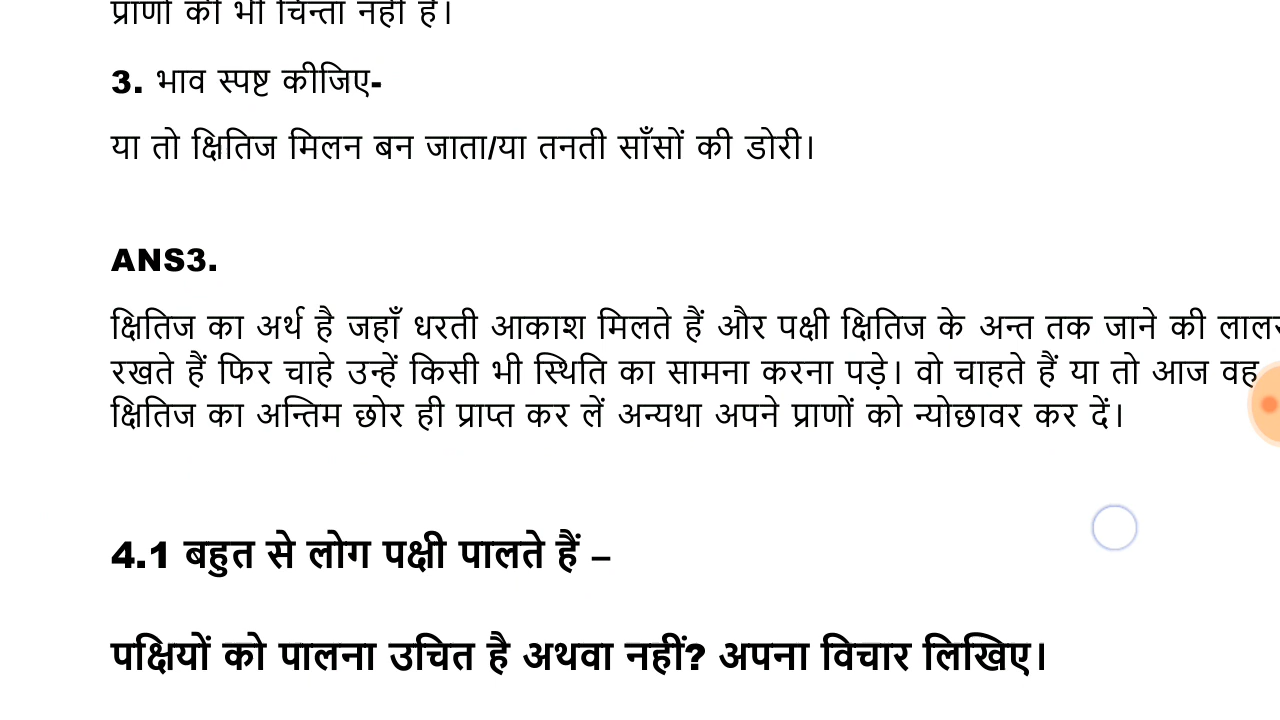 प्राणों की भी चिन्ता नहीं है।
3. भाव स्पष्ट कीजिए-
या तो क्षितिज मिलन बन जाता/या तनती साँसों की डोरी।
ANS3.
क्षितिज का अर्थ है जहाँ धरती आकाश मिलते हैं और पक्षी क्षितिज के अन्त तक जाने की
रखते हैं फिर चाहे उन्हें किसी भी स्थिति का सामना करना पड़े। वो चाहते हैं या तो आज वह
क्षितिज का अन्तिम छोर ही प्राप्त कर लें अन्यथा अपने प्राणों को न्योछावर कर दें।
4.1 बहुत से लोग पक्षी पालते हैं –
पक्षियों को पालना उचित है अथवा नहीं? अपना विचार लिखिए।